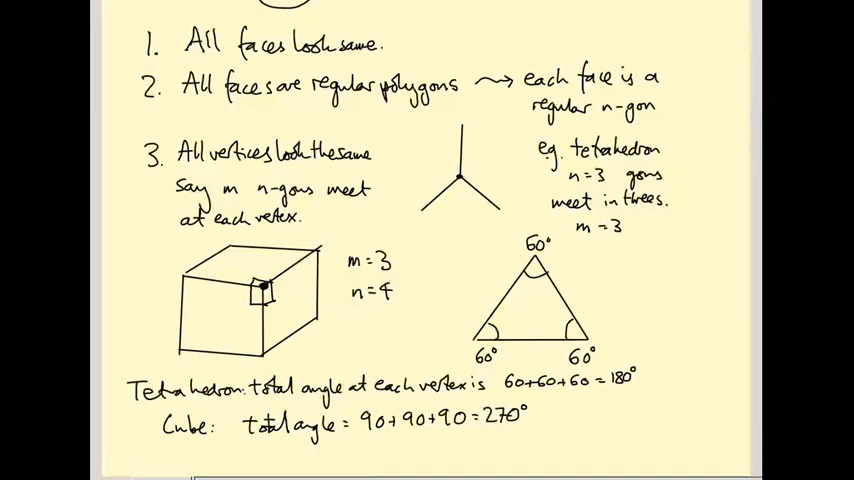 1. All faces look same.
2. All faces are regular polygons ⟿ each face is a
regular n-gon
3. All vertices look the same
say m n-gons meet
at each vertex.
e.g. tetrahedron
n=3 gons
meet in threes.
m=3
m=3
n=4
60°
60°
60°
Tetrahedron: total angle at each vertex is 60+60+60=180°
Cube: total angle = 90+90+90=270°